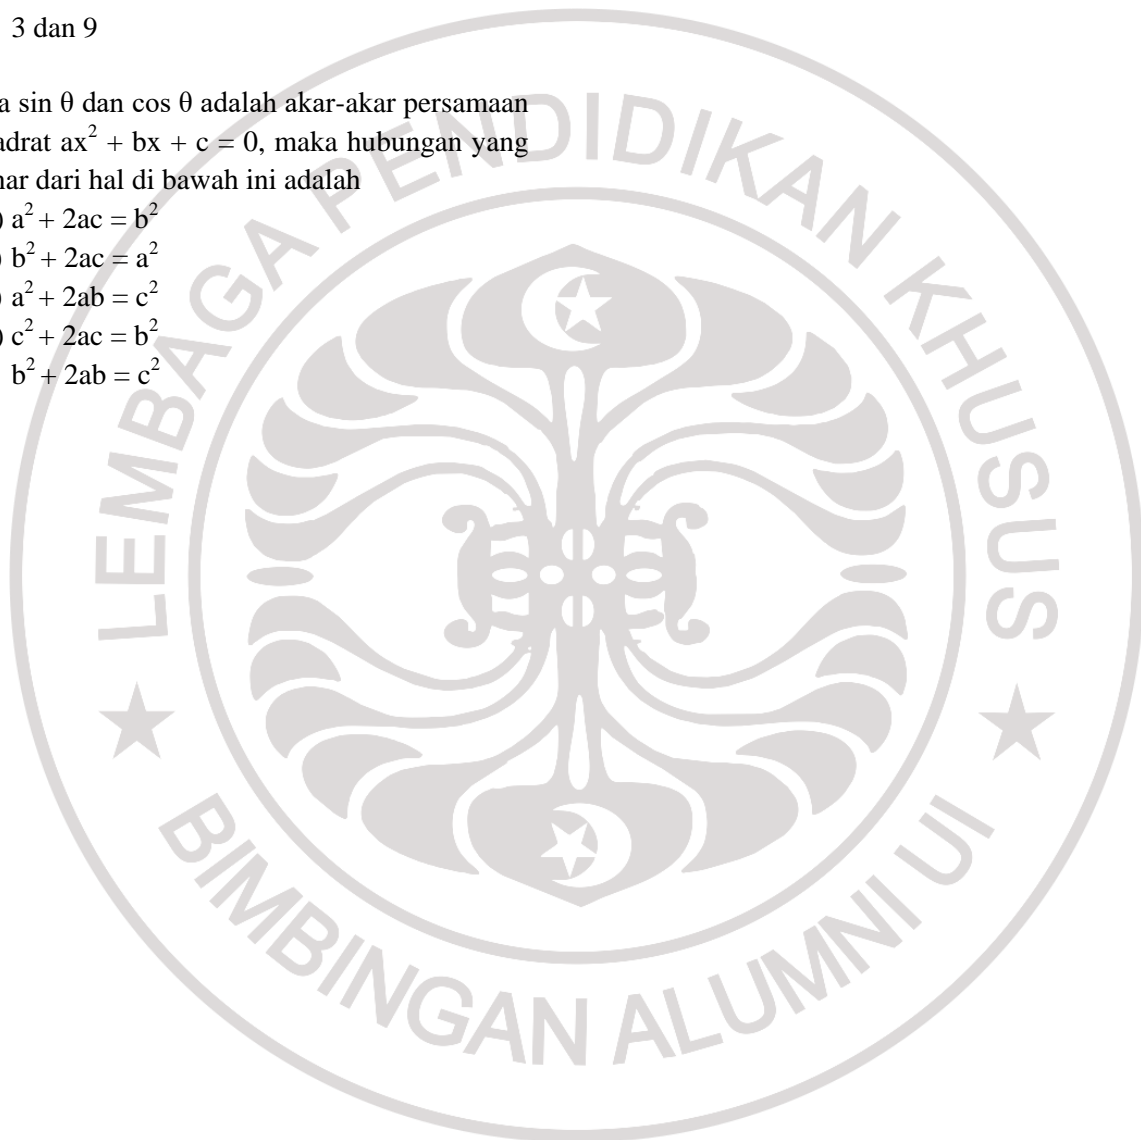 3 dan 9
a sin θ dan cos θ adalah akar-akar persamaan
adrat ax² + bx + c = 0, maka hubungan yang
nar dari hal di bawah ini adalah
) a² + 2ac = b²
) b² + 2ac = a²
) a² + 2ab = c²
) c² + 2ac = b²
b² + 2ab = c²
LEMBAGA PENDIDIKAN KHUSUS
★ BIMBINGAN ALUMNI UI ★